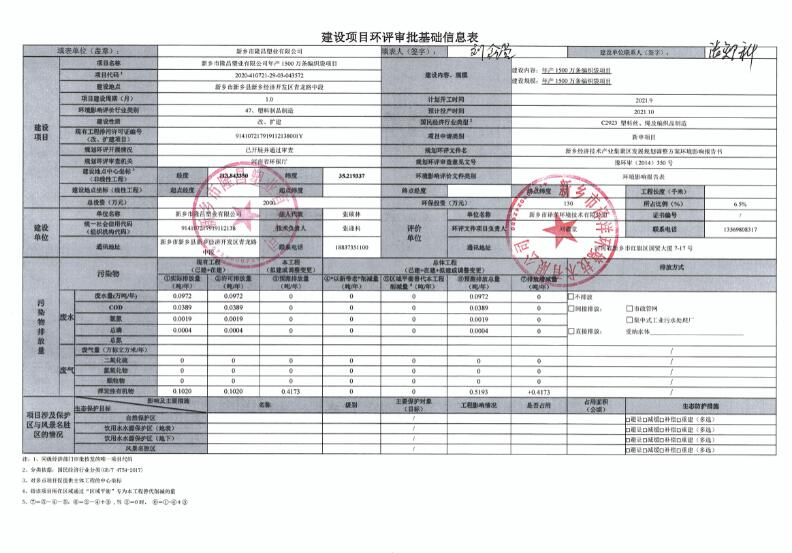 建设项目环评审批基础信息表
填表单位（盖章）： 新乡市隆昌塑业有限公司 填表人（签字）： 建设单位联系人（签字）：
建设项目
项目名称 新乡市隆昌塑业有限公司年产1500万条编织袋项目
项目代码¹ 2020-410721-29-03-043572
建设内容、规模 建设内容：年产1500万条编织袋项目
建设规模：年产1500万条编织袋项目
建设地点 新乡市新乡县新乡经济开发区青龙路中段
项目建设周期（月） 1.0 计划开工时间 2021.9
环境影响评价行业类别 47、塑料制品制造 预计投产时间 2021.10
建设性质 改、扩建 国民经济行业类型² C2923 塑料丝、绳及编织品制造
现有工程排污许可证编号（改、扩建项目） 914107217919112138001Y 项目申请类别 新申项目
规划环评开展情况 已开展并通过审查 规划环评文件名 新乡经济技术产业集聚区发展规划调整方案环境影响报告书
规划环评审查机关 河南省环保厅 规划环评审查意见文号 豫环审（2014）350号
建设地点中心坐标³（非线性工程） 经度 113.843350 纬度 35.219337 环境影响评价文件类别 环境影响报告表
建设地点坐标（线性工程） 起点经度 起点纬度 终点经度 终点纬度 工程长度（千米）
总投资（万元） 2000 环保投资（万元） 130 所占比例（%） 6.5%
建设单位
单位名称 新乡市隆昌塑业有限公司 法人代表
评价单位 单位名称 证书编号 /
统一社会信用代码（组织机构代码） 技术负责人 环评文件项目负责人 联系电话 13569808317
通讯地址 新乡市新乡县新乡经济开发区青龙路中段 联系电话 18837351100 通讯地址
污染物排放量
污染物 现有工程（已建+在建） 本工程（拟建或调整变更） 总体工程（已建+在建+拟建或调整变更） 排放方式
①实际排放量（吨/年） ②许可排放量（吨/年） ③预测排放量（吨/年） ④“以新带老”削减量（吨/年） ⑤区域平衡替代本工程削减量⁴（吨/年） ⑥预测排放总量（吨/年） ⑦排放增减量（吨/年）
废水
废水量(万吨/年) 0.0972 0.0972 0 0 0 0.0972 0
COD 0.0389 0.0389 0 0 0 0.0389 0
氨氮 0.0019 0.0019 0 0 0 0.0019 0
总磷 0.0004 0.0004 0 0 0 0.0004 0
总氮
□不排放
□间接排放： □市政管网
□集中式工业污水处理厂
□直接排放： 受纳水体
废气
废气量（万标立方米/年） /
二氧化硫 0 0 0 0 0 0 0 /
氮氧化物 0 0 0 0 0 0 0 /
颗粒物 0 0 0 0 0 0 0 /
挥发性有机物 0.1020 0.1020 0.4173 0 0 0.5193 +0.4173 /
项目涉及保护区与风景名胜区的情况
影响及主要措施 生态保护目标 名称 级别 主要保护对象（目标） 工程影响情况 是否占用 占用面积（公顷） 生态防护措施
自然保护区 / □避让□减缓□补偿□重建（多选）
饮用水水源保护区（地表） / □避让□减缓□补偿□重建（多选）
饮用水水源保护区（地下） / □避让□减缓□补偿□重建（多选）
风景名胜区 / □避让□减缓□补偿□重建（多选）
注：1、同级经济部门审批核发的唯一项目代码
2、分类依据：国民经济行业分类(GB/T 4754-2017)
3、对多点项目仅提供主体工程的中心坐标
4、指该项目所在区域通过“区域平衡”专为本工程替代削减的量
5、⑦=③-④-⑤；⑥=②-④+③，当②=0时，⑥=①-④+③